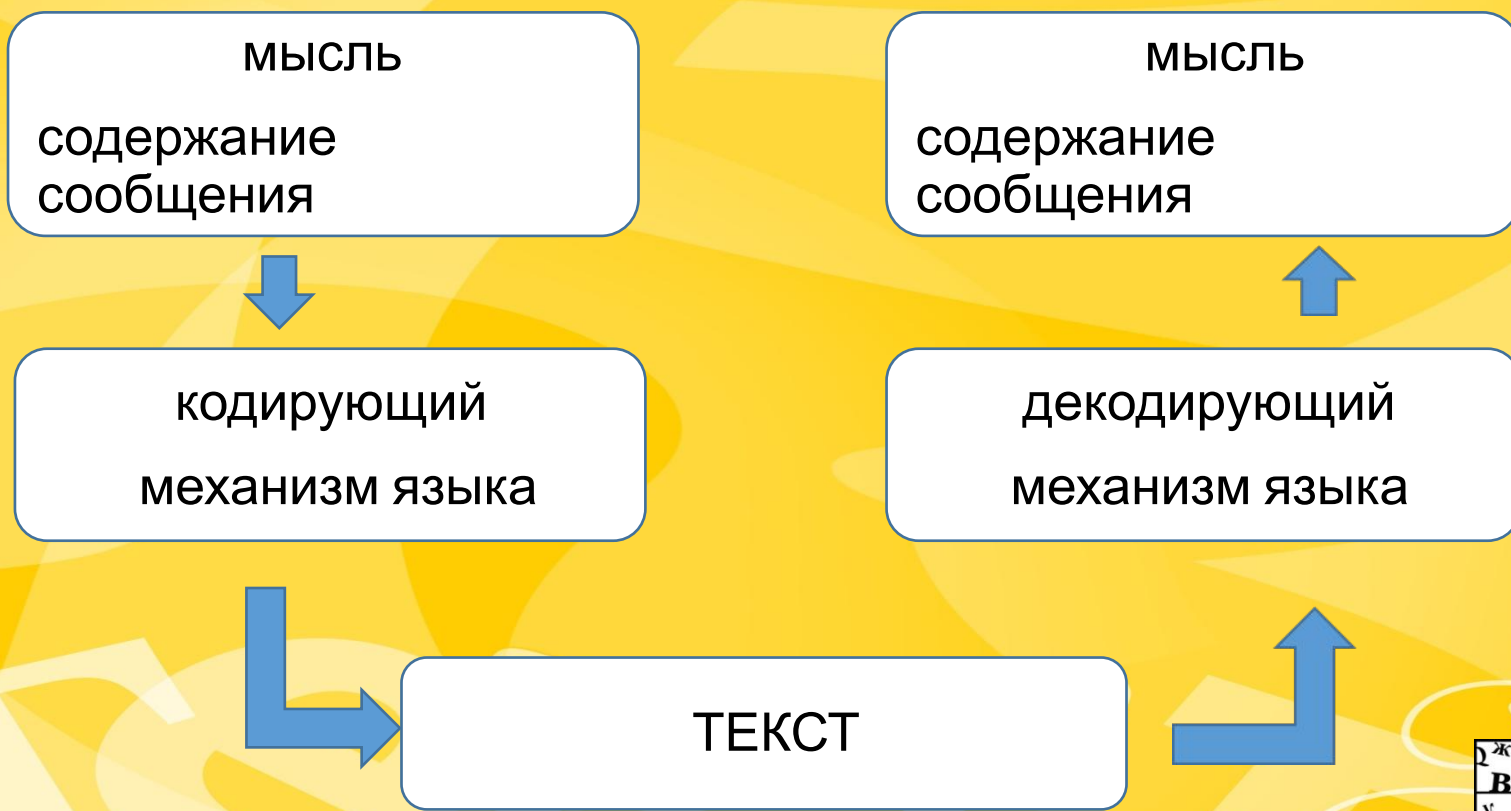 мысль
содержание
сообщения
мысль
содержание
сообщения
кодирующий
механизм языка
декодирующий
механизм языка
ТЕКСТ
ж
В